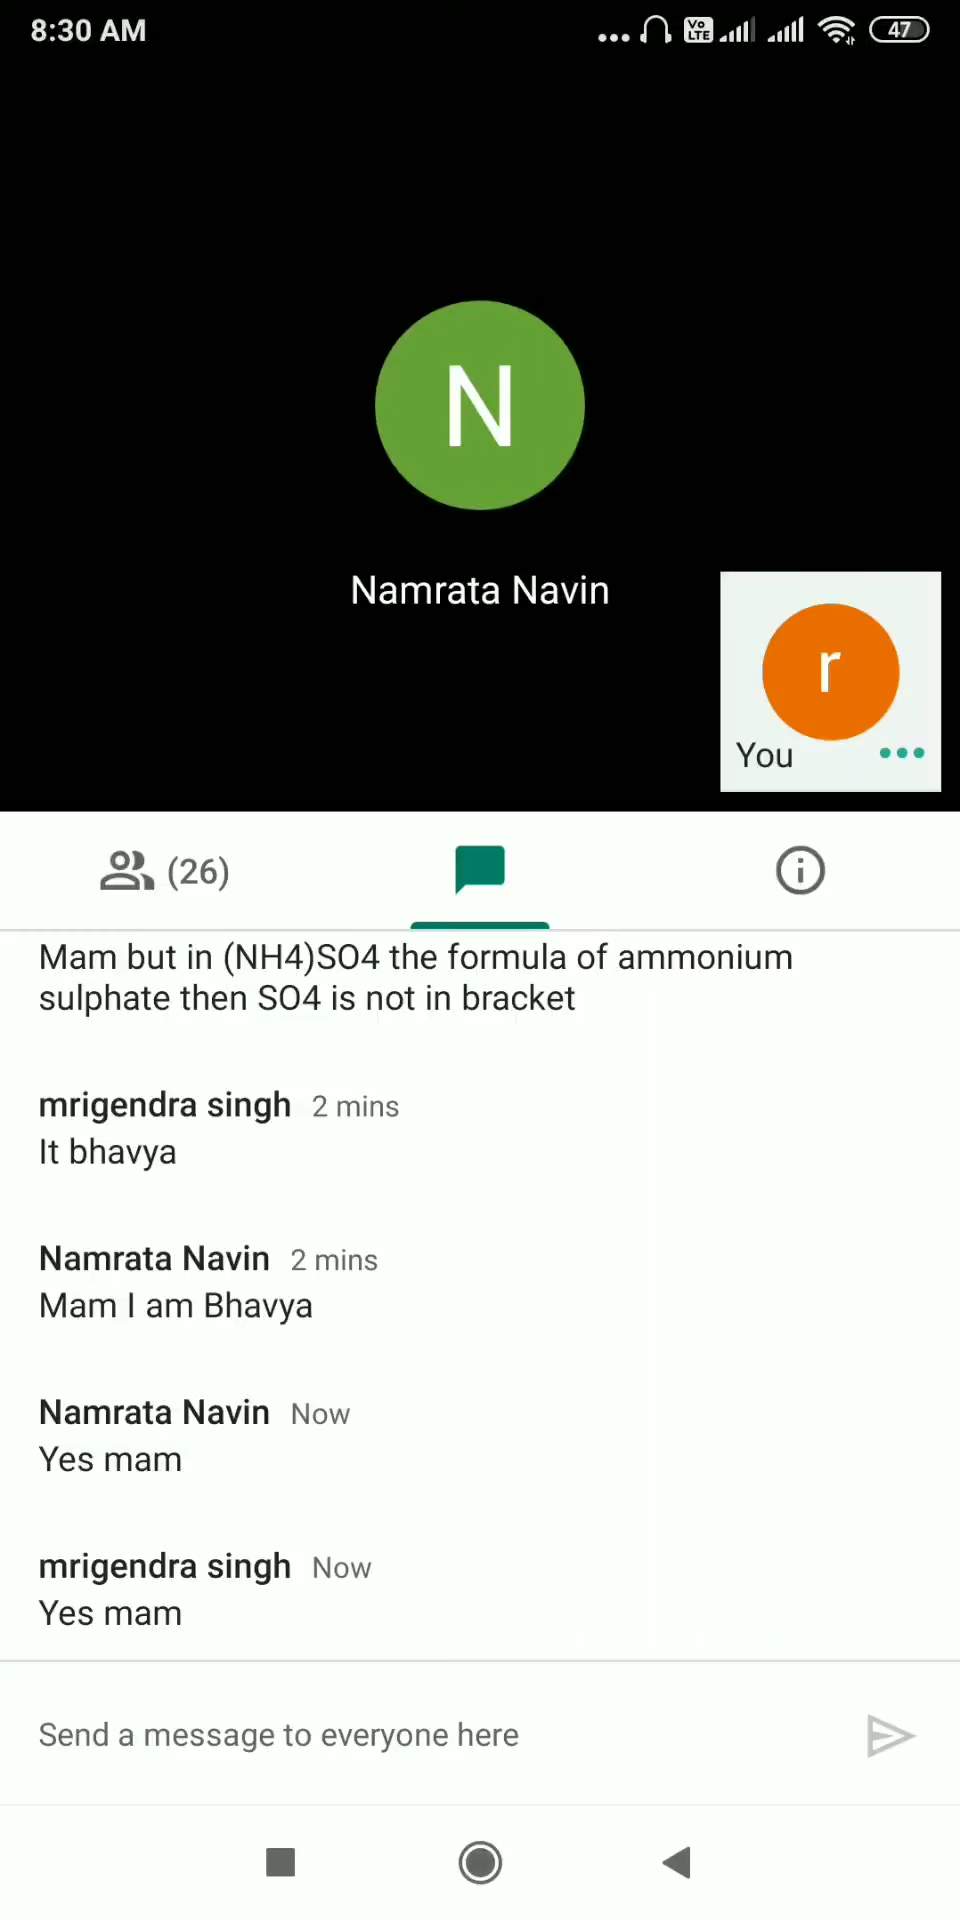 8:30 AM
Vo LTE
47
N
Namrata Navin
r
You
(26)
Mam but in (NH4)SO4 the formula of ammonium
sulphate then SO4 is not in bracket
mrigendra singh 2 mins
It bhavya
Namrata Navin 2 mins
Mam I am Bhavya
Namrata Navin Now
Yes mam
mrigendra singh Now
Yes mam
Send a message to everyone here